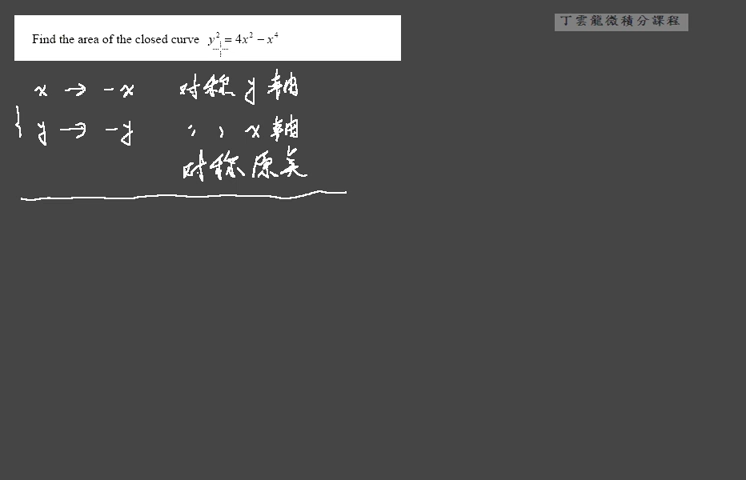 丁雲龍微積分課程
Find the area of the closed curve y² = 4x² − x⁴
x → -x 对称 y 軸
{ y → -y 〃 x 軸
对称原点